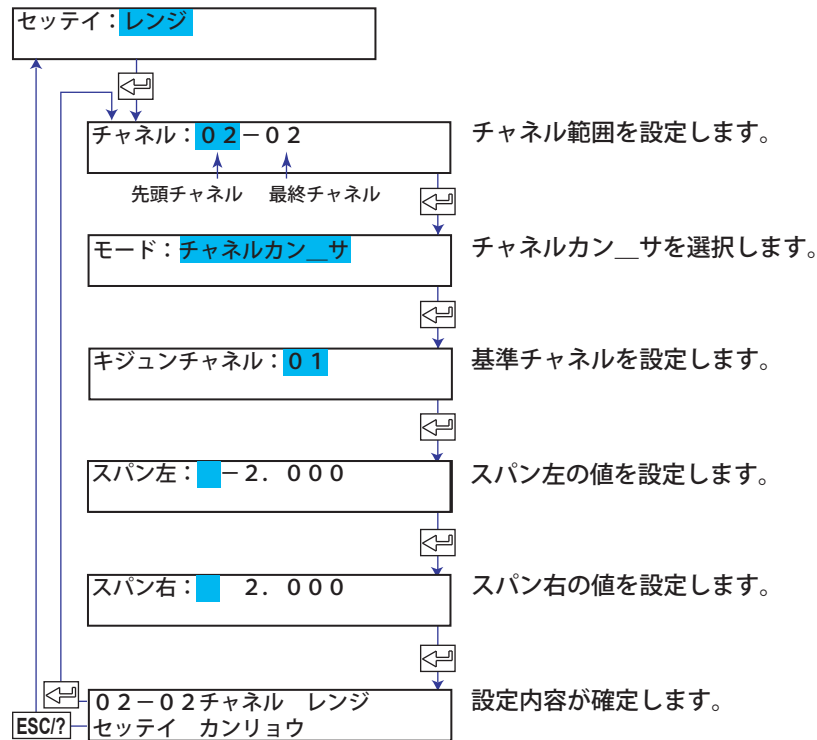 セッテイ：レンジ
チャネル：０２－０２
チャネル範囲を設定します。
先頭チャネル 最終チャネル
モード：チャネルカン＿サ
チャネルカン＿サを選択します。
キジュンチャネル：０１
基準チャネルを設定します。
スパン左： －２．０００
スパン左の値を設定します。
スパン右： ２．０００
スパン右の値を設定します。
０２－０２チャネル　レンジ
設定内容が確定します。
ESC/?
セッテイ　カンリョウ